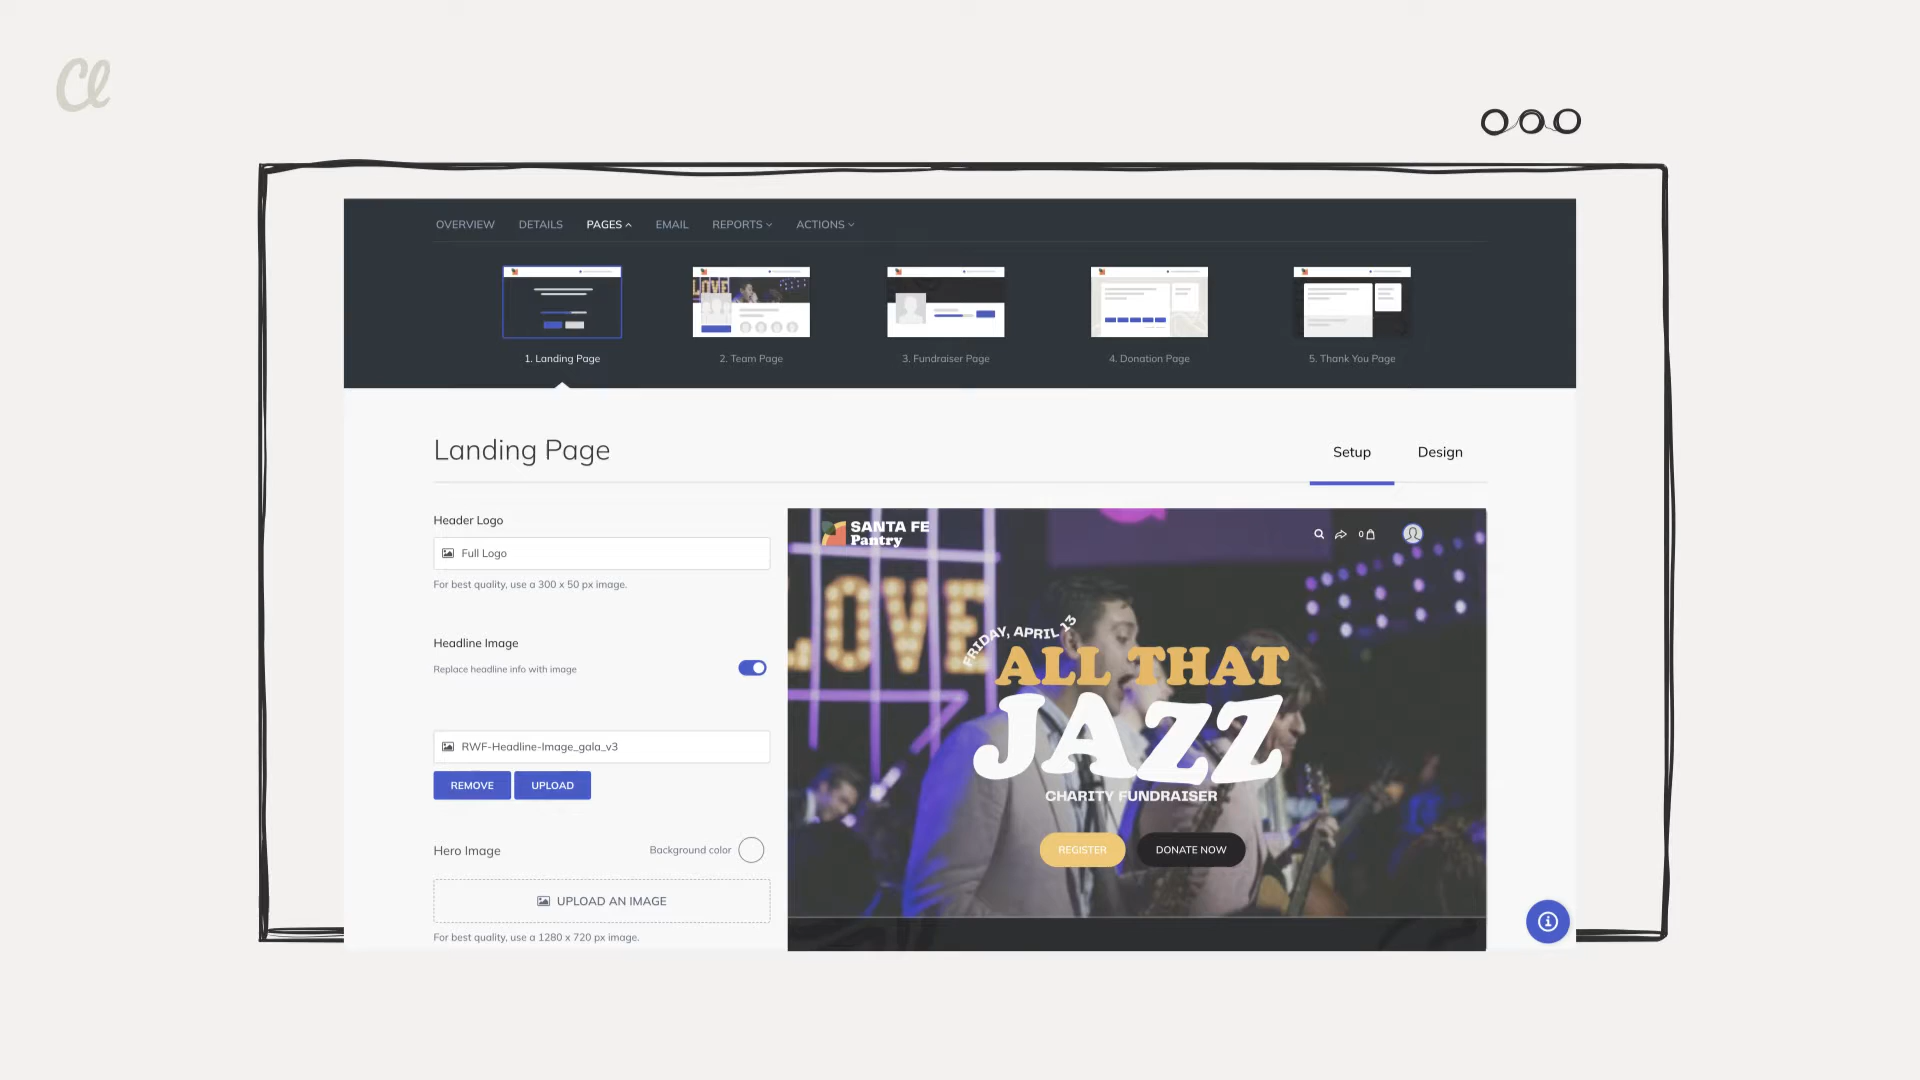 Cl
OVERVIEW DETAILS PAGES EMAIL REPORTS ACTIONS
LOVE
1. Landing Page 2. Team Page 3. Fundraiser Page 4. Donation Page 5. Thank You Page
Landing Page
Setup Design
Header Logo
Full Logo
For best quality, use a 300 x 50 px image.
Headline Image
Replace headline info with image
RWF-Headline-Image_gala_v3
REMOVE UPLOAD
Hero Image Background color
UPLOAD AN IMAGE
For best quality, use a 1280 x 720 px image.
SANTA FE
Pantry
0
LOVE
FRIDAY, APRIL 13
ALL THAT
JAZZ
CHARITY FUNDRAISER
REGISTER DONATE NOW